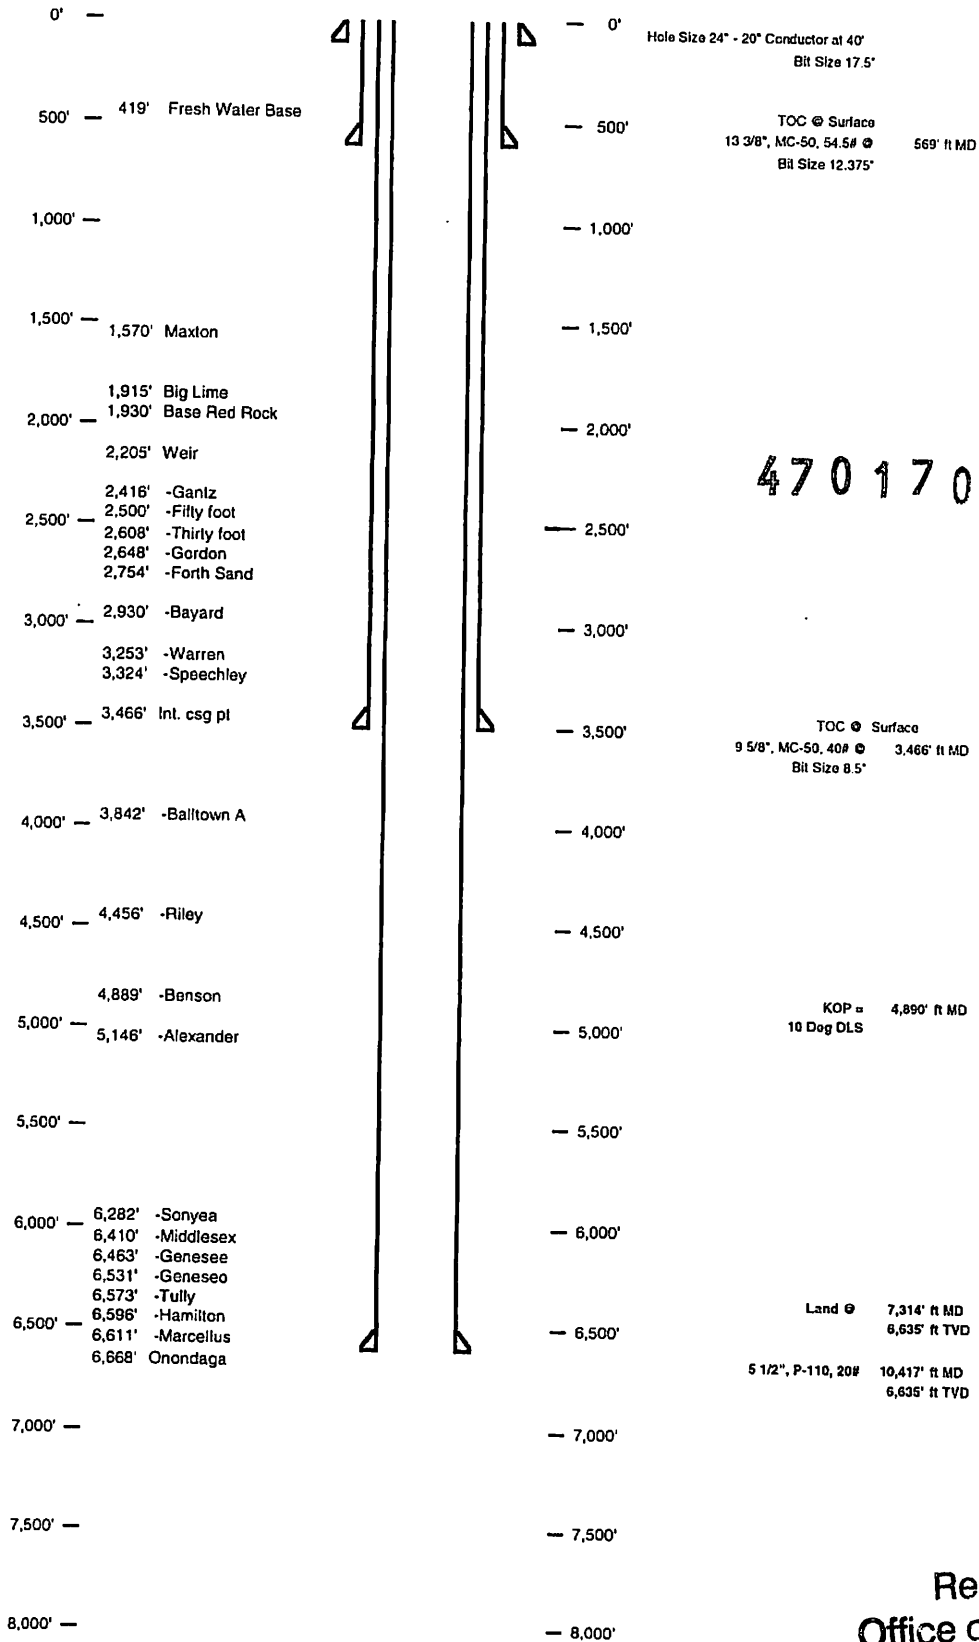 0'
419' Fresh Water Base
500'
1,000'
1,500'
1,570' Maxton
1,915' Big Lime
1,930' Base Red Rock
2,000'
2,205' Weir
2,416' -Gantz
2,500' -Fifty foot
2,500'
2,608' -Thirty foot
2,648' -Gordon
2,754' -Forth Sand
2,930' -Bayard
3,000'
3,253' -Warren
3,324' -Speechley
3,466' Int. csg pt
3,500'
3,842' -Balltown A
4,000'
4,456' -Riley
4,500'
4,889' -Benson
5,000'
5,146' -Alexander
5,500'
6,282' -Sonyea
6,000'
6,410' -Middlesex
6,463' -Genesee
6,531' -Geneseo
6,573' -Tully
6,596' -Hamilton
6,500'
6,611' -Marcellus
6,668' Onondaga
7,000'
7,500'
8,000'
0'
500'
1,000'
1,500'
2,000'
2,500'
3,000'
3,500'
4,000'
4,500'
5,000'
5,500'
6,000'
6,500'
7,000'
7,500'
8,000'
Hole Size 24" - 20" Conductor at 40'
Bit Size 17.5"
TOC @ Surface
13 3/8", MC-50, 54.5# @ 569' ft MD
Bit Size 12.375"
470170
TOC @ Surface
9 5/8", MC-50, 40# @ 3,466' ft MD
Bit Size 8.5"
KOP = 4,890' ft MD
10 Deg DLS
Land @ 7,314' ft MD
6,635' ft TVD
5 1/2", P-110, 20# 10,417' ft MD
6,635' ft TVD
Re
Office o